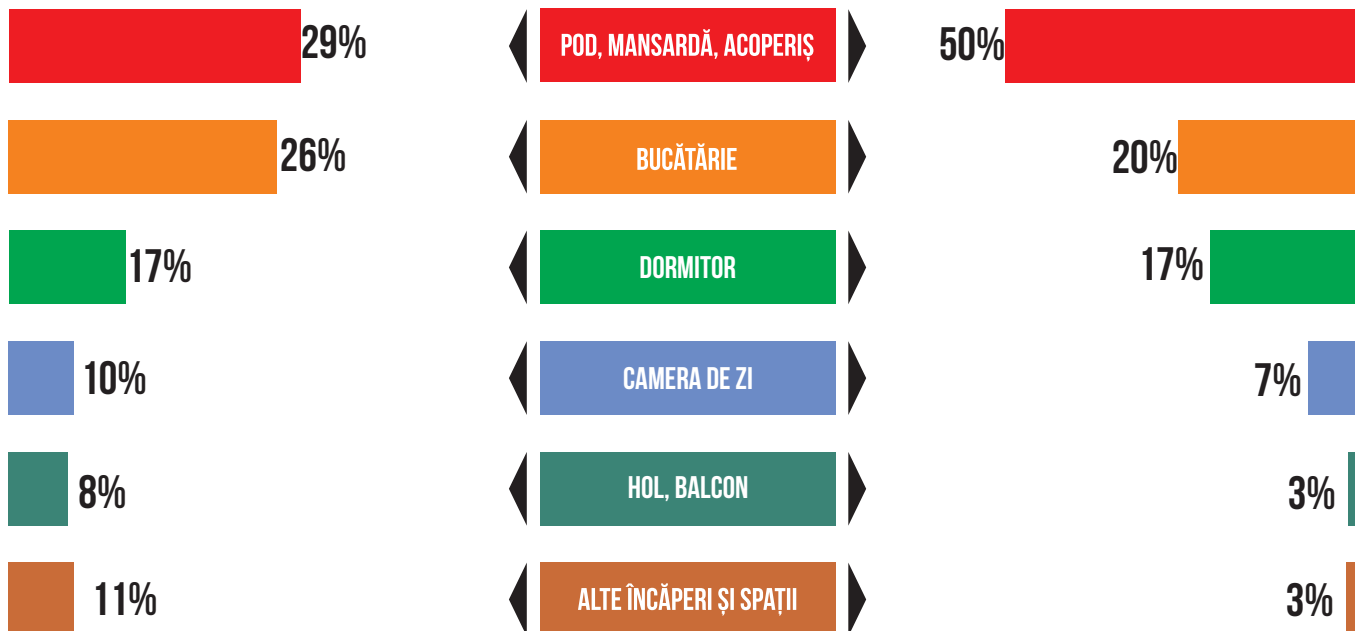 29% POD, MANSARDĂ, ACOPERIȘ 50%
26% BUCĂTĂRIE 20%
17% DORMITOR 17%
10% CAMERA DE ZI 7%
8% HOL, BALCON 3%
11% ALTE ÎNCĂPERI ȘI SPAȚII 3%